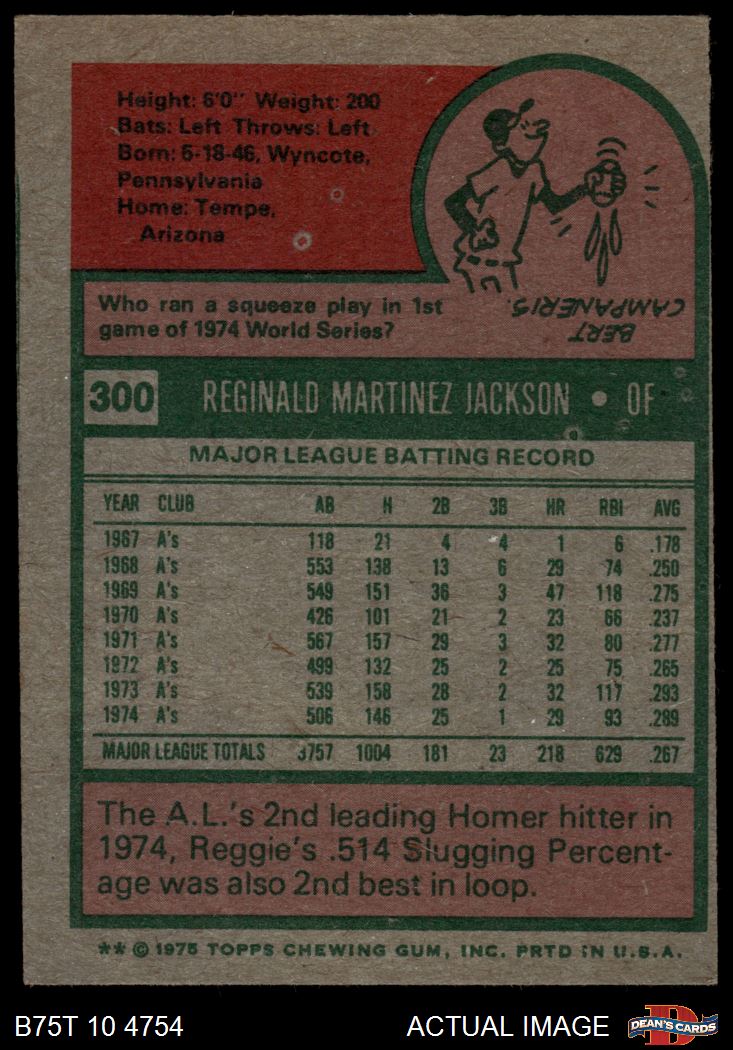 Height: 6'0" Weight: 200
Bats: Left Throws: Left
Born: 5-18-46, Wyncote,
Pennsylvania
Home: Tempe,
Arizona
Who ran a squeeze play in 1st
game of 1974 World Series?
BERT
CAMPANERIS.
300 REGINALD MARTINEZ JACKSON • OF
MAJOR LEAGUE BATTING RECORD
YEAR CLUB AB H 2B 3B HR RBI AVG
1967 A's 118 21 4 4 1 6 .178
1968 A's 553 138 13 6 29 74 .250
1969 A's 549 151 36 3 47 118 .275
1970 A's 426 101 21 2 23 66 .237
1971 A's 567 157 29 3 32 80 .277
1972 A's 499 132 25 2 25 75 .265
1973 A's 539 158 28 2 32 117 .293
1974 A's 506 146 25 1 29 93 .289
MAJOR LEAGUE TOTALS 3757 1004 181 23 218 629 .267
The A.L.'s 2nd leading Homer hitter in
1974, Reggie's .514 Slugging Percent-
age was also 2nd best in loop.
** © 1975 TOPPS CHEWING GUM, INC. PRTD IN U.S.A.
B75T 10 4754 ACTUAL IMAGE D DEAN'S CARDS